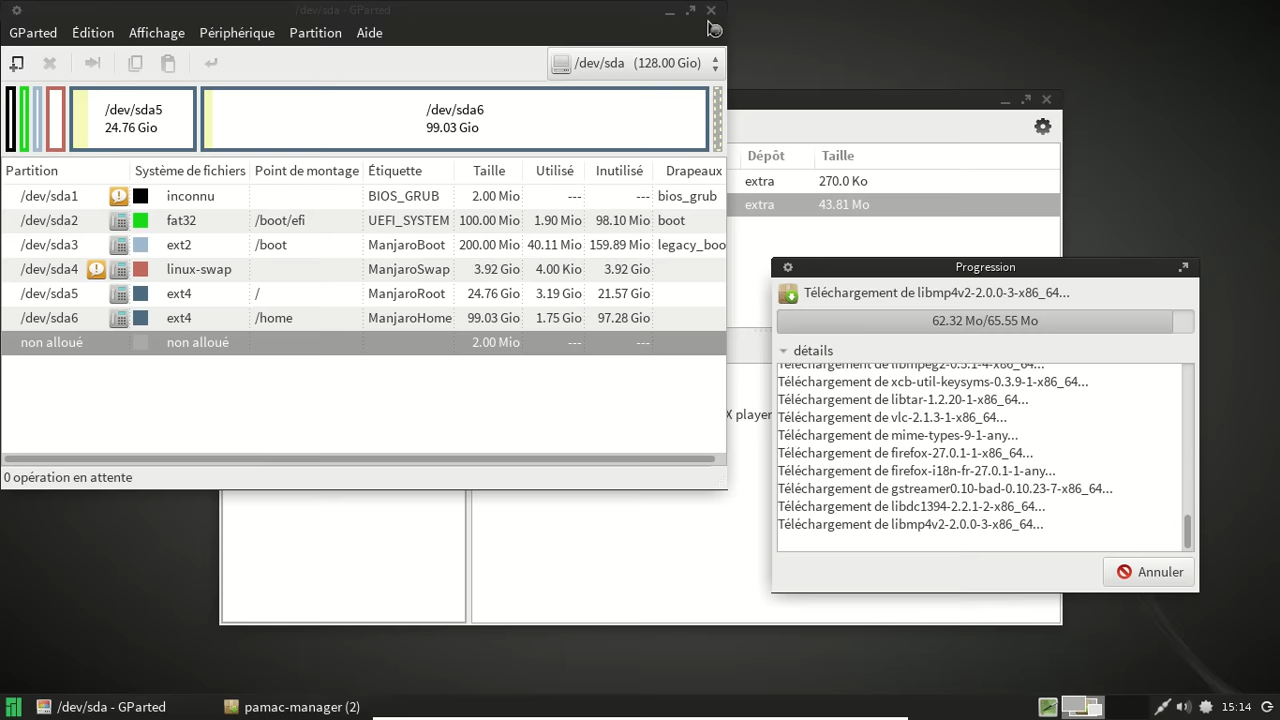 /dev/sda - GParted
GParted Édition Affichage Périphérique Partition Aide
/dev/sda (128.00 Gio)
/dev/sda5
24.76 Gio
/dev/sda6
99.03 Gio
Partition Système de fichiers Point de montage Étiquette Taille Utilisé Inutilisé Drapeaux
/dev/sda1 inconnu BIOS_GRUB 2.00 Mio --- --- bios_grub
/dev/sda2 fat32 /boot/efi UEFI_SYSTEM 100.00 Mio 1.90 Mio 98.10 Mio boot
/dev/sda3 ext2 /boot ManjaroBoot 200.00 Mio 40.11 Mio 159.89 Mio legacy_boo
/dev/sda4 linux-swap ManjaroSwap 3.92 Gio 4.00 Kio 3.92 Gio
/dev/sda5 ext4 / ManjaroRoot 24.76 Gio 3.19 Gio 21.57 Gio
/dev/sda6 ext4 /home ManjaroHome 99.03 Gio 1.75 Gio 97.28 Gio
non alloué non alloué 2.00 Mio --- ---
0 opération en attente
Dépôt Taille
extra 270.0 Ko
extra 43.81 Mo
X player
Progression
Téléchargement de libmp4v2-2.0.0-3-x86_64...
62.32 Mo/65.55 Mo
détails
Téléchargement de libmpeg2-0.5.1-4-x86_64...
Téléchargement de xcb-util-keysyms-0.3.9-1-x86_64...
Téléchargement de libtar-1.2.20-1-x86_64...
Téléchargement de vlc-2.1.3-1-x86_64...
Téléchargement de mime-types-9-1-any...
Téléchargement de firefox-27.0.1-1-x86_64...
Téléchargement de firefox-i18n-fr-27.0.1-1-any...
Téléchargement de gstreamer0.10-bad-0.10.23-7-x86_64...
Téléchargement de libdc1394-2.2.1-2-x86_64...
Téléchargement de libmp4v2-2.0.0-3-x86_64...
Annuler
/dev/sda - GParted pamac-manager (2) 15:14